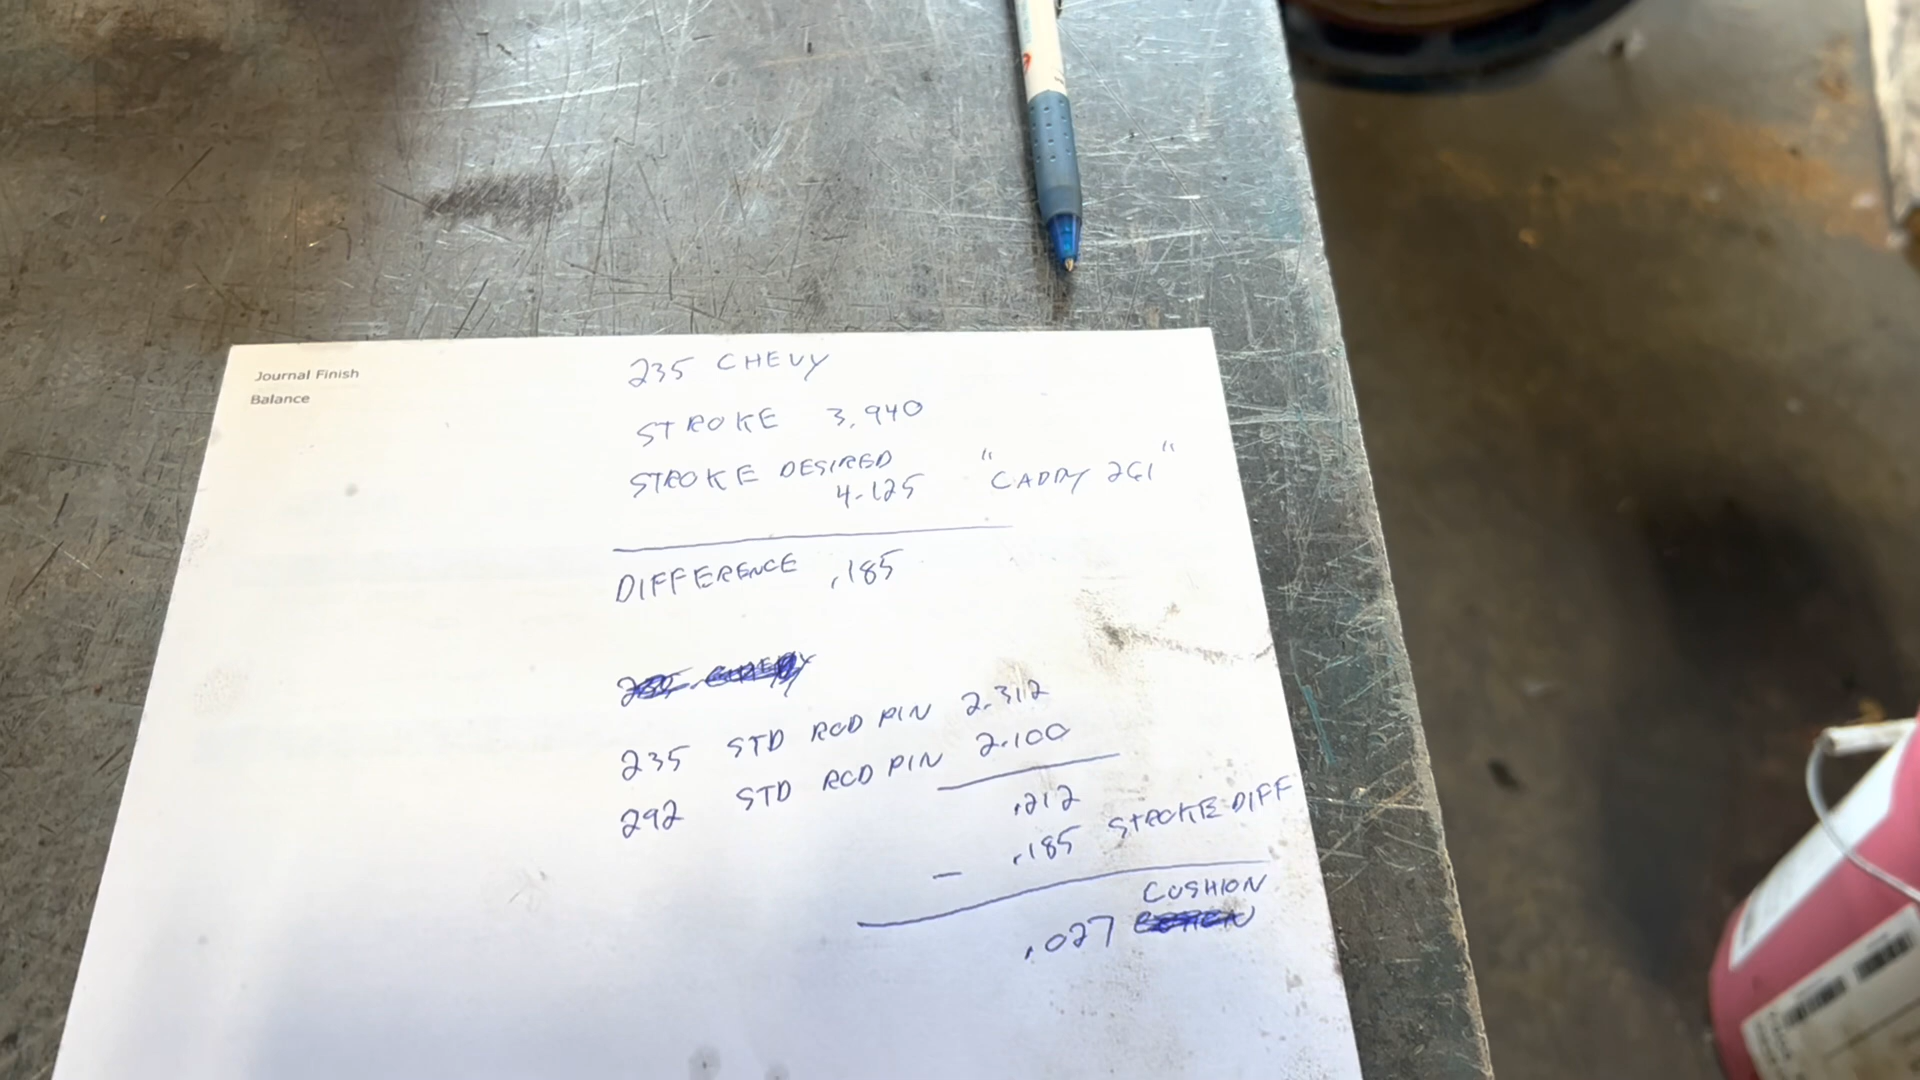 Journal Finish
Balance
235 CHEVY
STROKE 3.940
STROKE DESIRED
4.125 "CADDY 261"
DIFFERENCE .185
235 STD ROD PIN 2.312
292 STD ROD PIN 2.100
.212
- .185 STROKE DIFF
CUSHION
.027